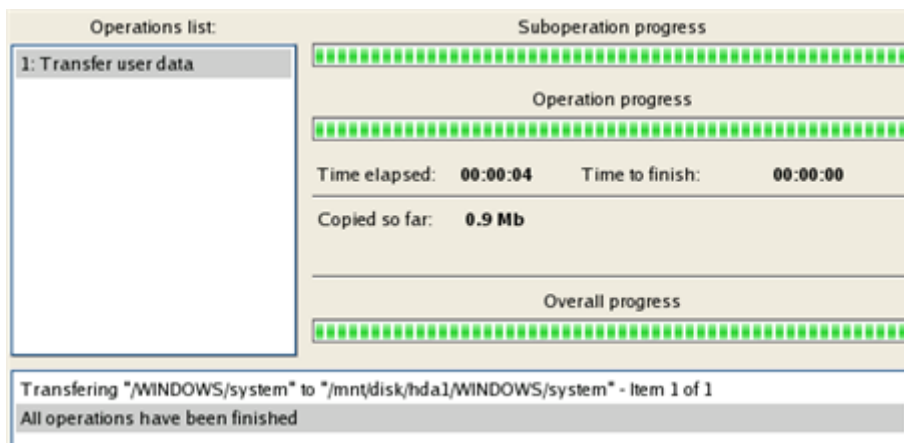 Operations list:
1: Transfer user data
Suboperation progress
Operation progress
Time elapsed: 00:00:04 Time to finish: 00:00:00
Copied so far: 0.9 Mb
Overall progress
Transfering "/WINDOWS/system" to "/mnt/disk/hda1/WINDOWS/system" - Item 1 of 1
All operations have been finished